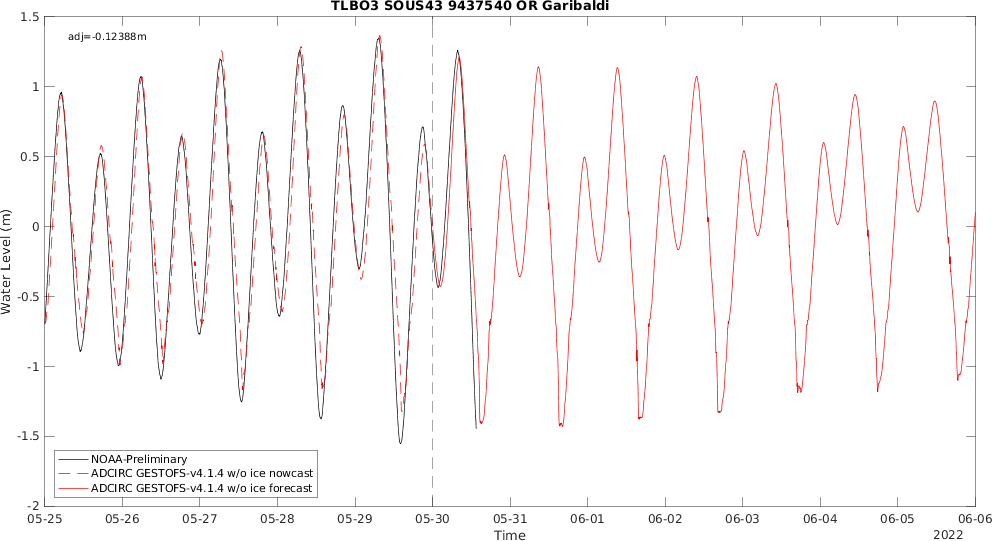 TLBO3 SOUS43 9437540 OR Garibaldi
adj=-0.12388m
1.5
1
0.5
0
-0.5
-1
-1.5
-2
Water Level (m)
NOAA-Preliminary
ADCIRC GESTOFS-v4.1.4 w/o ice nowcast
ADCIRC GESTOFS-v4.1.4 w/o ice forecast
05-25 05-26 05-27 05-28 05-29 05-30 05-31 06-01 06-02 06-03 06-04 06-05 06-06
Time
2022